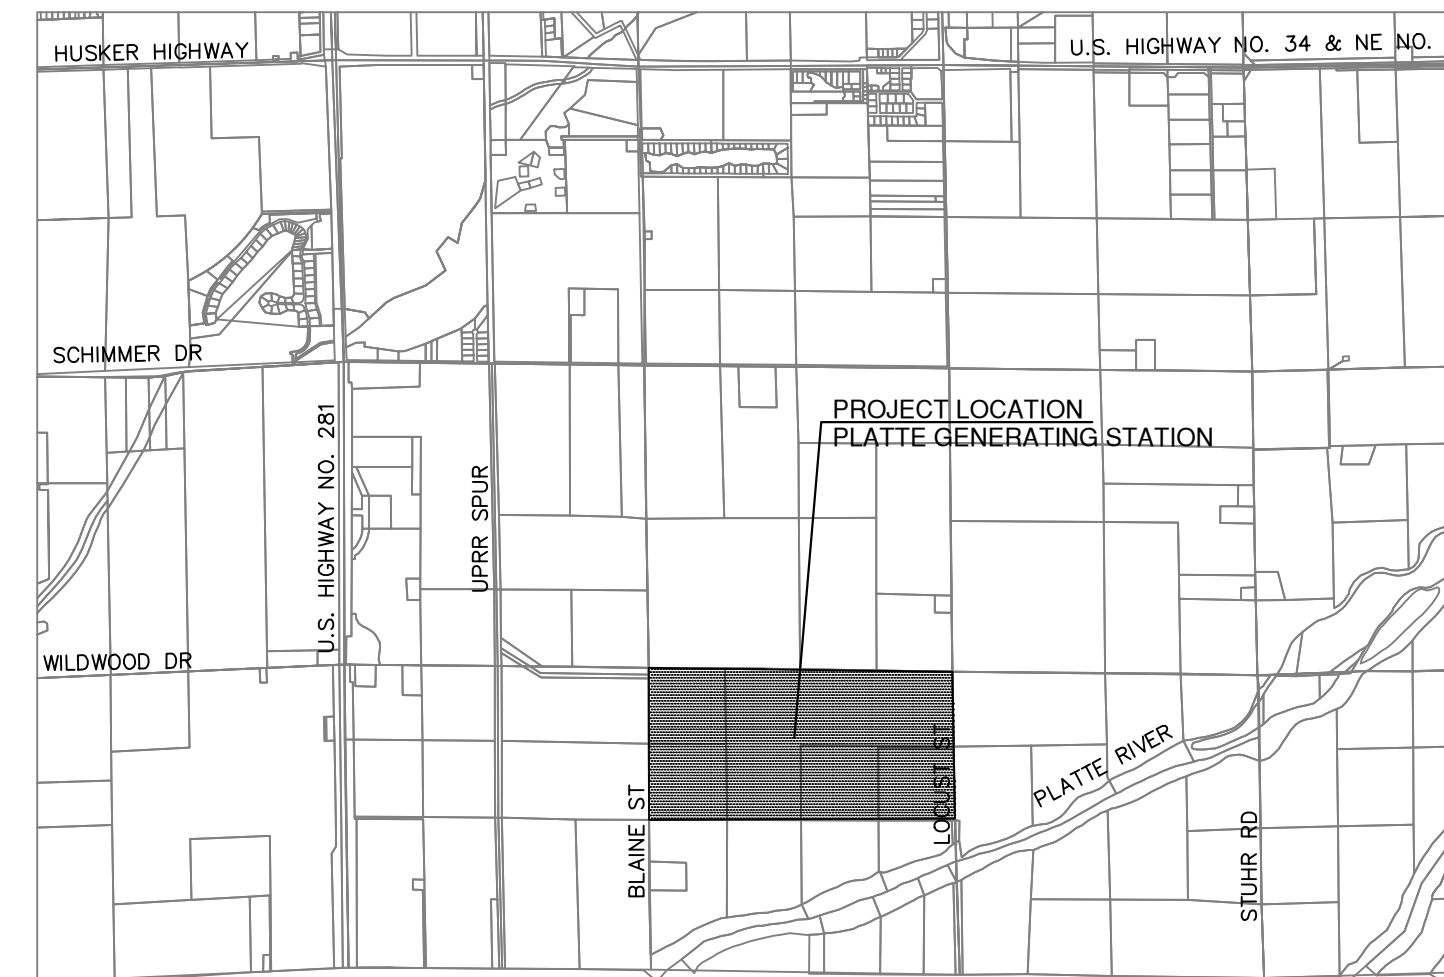 HUSKER HIGHWAY
U.S. HIGHWAY NO. 34 & NE NO.
SCHIMMER DR
U.S. HIGHWAY NO. 281
UPRR SPUR
PROJECT LOCATION
PLATTE GENERATING STATION
WILDWOOD DR
BLAINE ST
LOCUST ST
PLATTE RIVER
STUHR RD